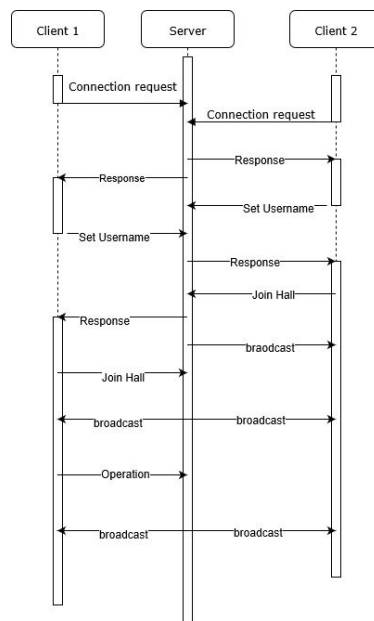 Client 1
Server
Client 2
Connection request
Connection request
Response
Response
Set Username
Set Username
Response
Join Hall
Response
braodcast
Join Hall
broadcast
broadcast
Operation
broadcast
broadcast